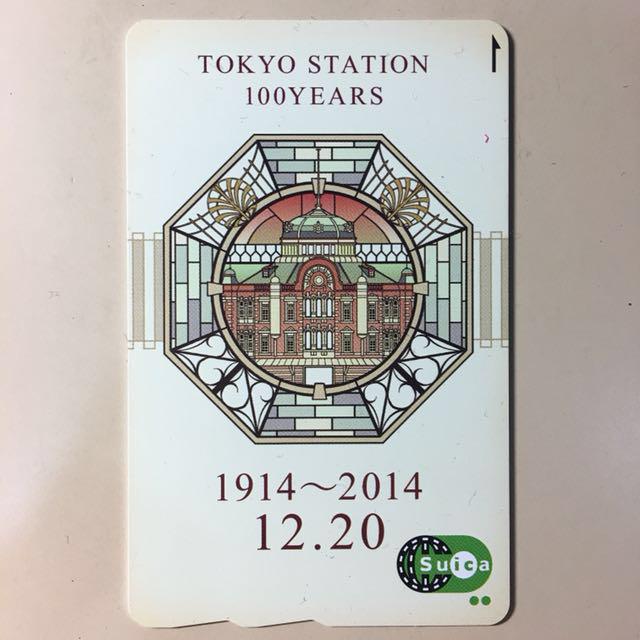 TOKYO STATION
100YEARS
1914～2014
12.20
Suica